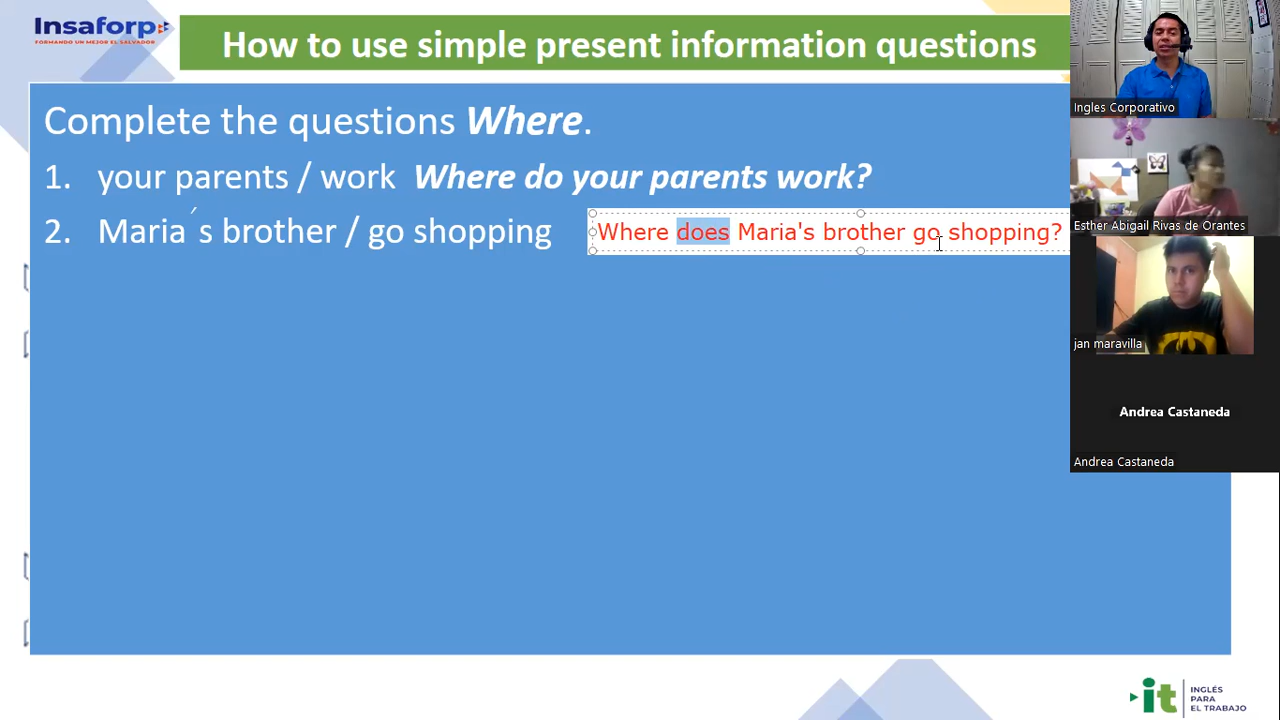 Insaforp
FORMANDO UN MEJOR EL SALVADOR
How to use simple present information questions
Complete the questions Where.
1. your parents / work Where do your parents work?
2. Maria´s brother / go shopping Where does Maria's brother go shopping?
Ingles Corporativo
Esther Abigail Rivas de Orantes
jan maravilla
Andrea Castaneda
Andrea Castaneda
it
INGLÉS
PARA
EL TRABAJO